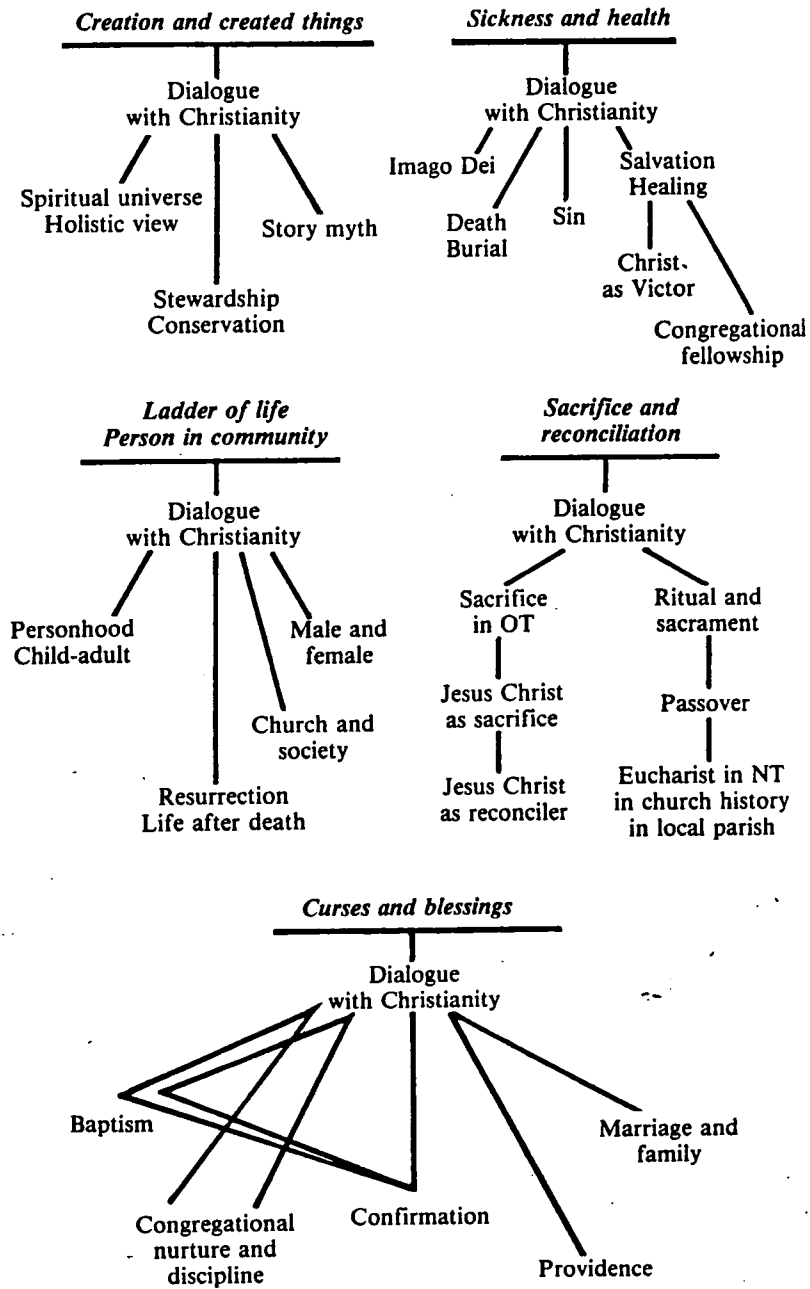 Creation and created things
Dialogue
with Christianity
Spiritual universe
Holistic view
Story myth
Stewardship
Conservation
Sickness and health
Dialogue
with Christianity
Imago Dei
Death
Burial
Sin
Salvation
Healing
Christ
as Victor
Congregational
fellowship
Ladder of life
Person in community
Dialogue
with Christianity
Personhood
Child-adult
Male and
female
Church and
society
Resurrection
Life after death
Sacrifice and
reconciliation
Dialogue
with Christianity
Sacrifice
in OT
Jesus Christ
as sacrifice
Jesus Christ
as reconciler
Ritual and
sacrament
Passover
Eucharist in NT
in church history
in local parish
Curses and blessings
Dialogue
with Christianity
Baptism
Congregational
nurture and
discipline
Confirmation
Marriage and
family
Providence